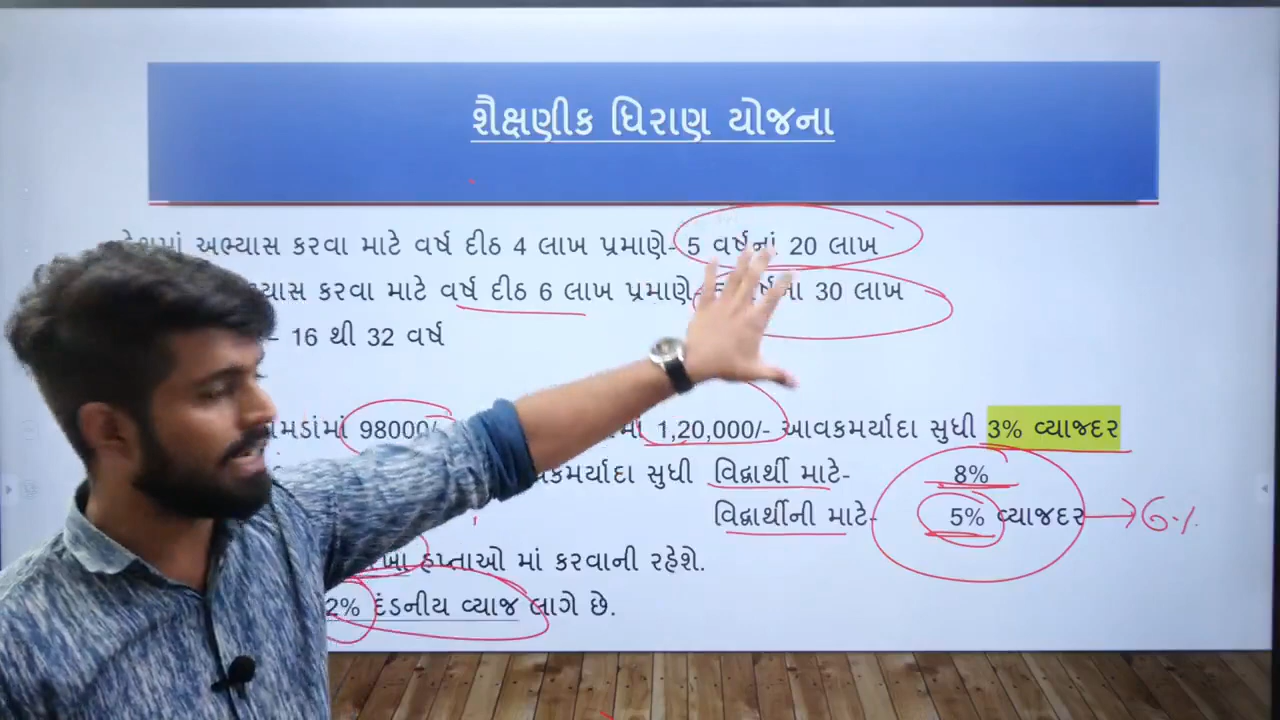 શૈક્ષણીક ધિરાણ યોજના
અભ્યાસ કરવા માટે વર્ષ દીઠ 4 લાખ પ્રમાણે- 5 વર્ષનાં 20 લાખ
કરવા માટે વર્ષ દીઠ 6 લાખ પ્રમાણે- 30 લાખ
- 16 થી 32 વર્ષ
98000/- 1,20,000/- આવકમર્યાદા સુધી 3% વ્યાજદર
સુધી વિદ્યાર્થી માટે- 8%
વિદ્યાર્થીની માટે- 5% વ્યાજદર → 6%
હપ્તાઓ માં કરવાની રહેશે.
2% દંડનીય વ્યાજ લાગે છે.